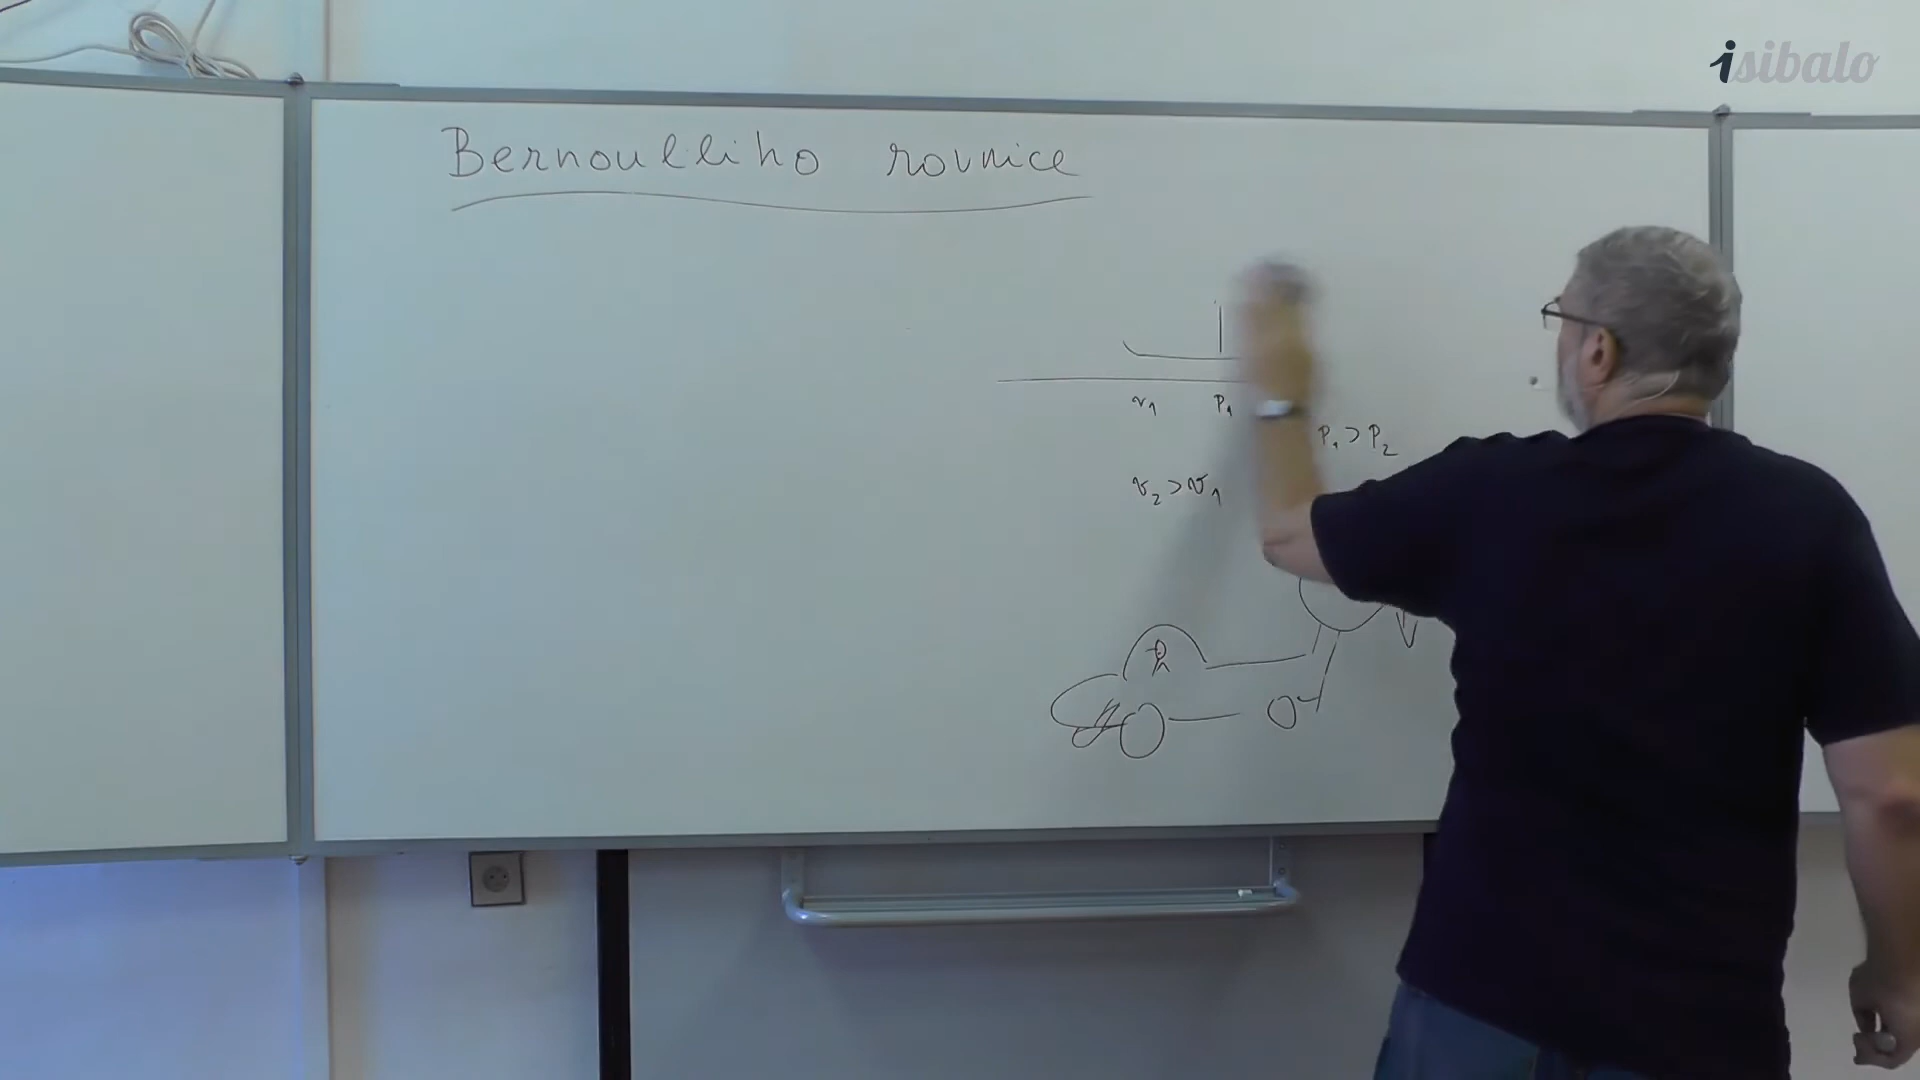 isibalo
Bernoulliho rovnice
v₁ p₁
p₁ > p₂
v₂ > v₁